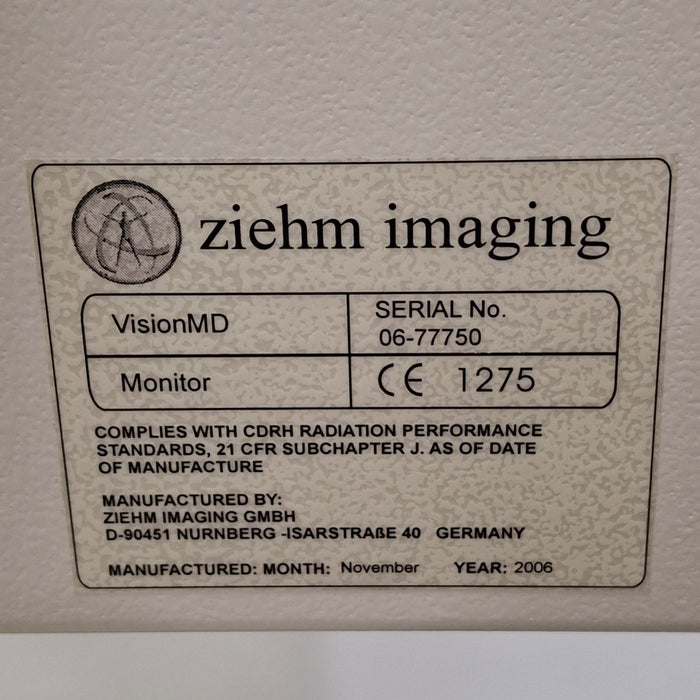 ziehm imaging
VisionMD
SERIAL No.
06-77750
Monitor
CE 1275
COMPLIES WITH CDRH RADIATION PERFORMANCE
STANDARDS, 21 CFR SUBCHAPTER J. AS OF DATE
OF MANUFACTURE
MANUFACTURED BY:
ZIEHM IMAGING GMBH
D-90451 NURNBERG -ISARSTRAßE 40 GERMANY
MANUFACTURED: MONTH: November YEAR: 2006